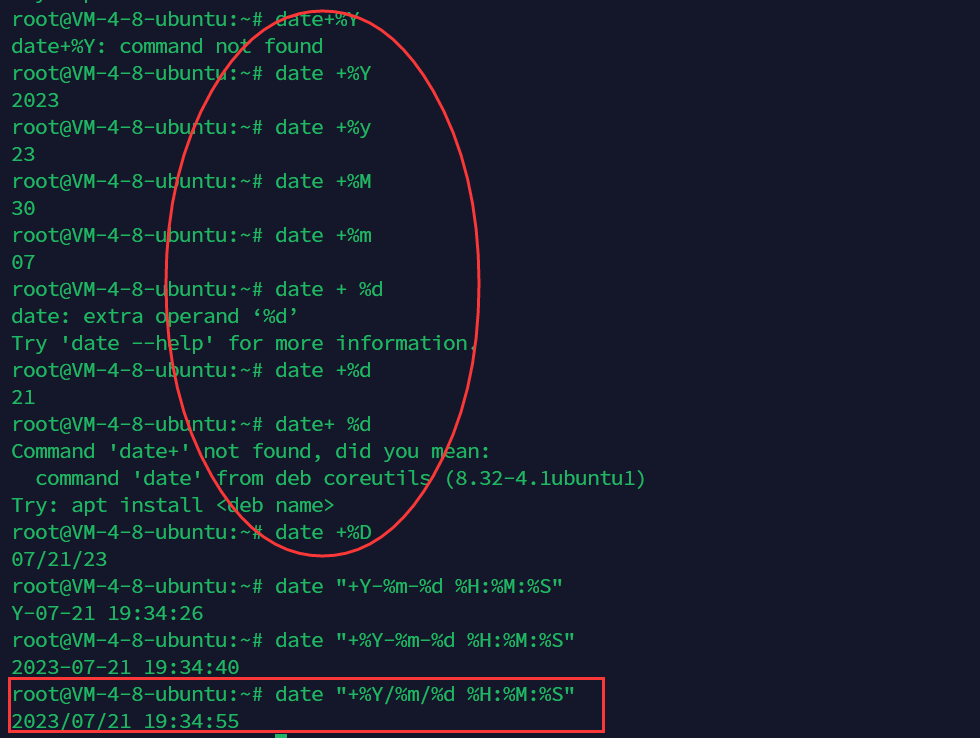 root@VM-4-8-ubuntu:~# date+%Y
date+%Y: command not found
root@VM-4-8-ubuntu:~# date +%Y
2023
root@VM-4-8-ubuntu:~# date +%y
23
root@VM-4-8-ubuntu:~# date +%M
30
root@VM-4-8-ubuntu:~# date +%m
07
root@VM-4-8-ubuntu:~# date + %d
date: extra operand ‘%d’
Try 'date --help' for more information.
root@VM-4-8-ubuntu:~# date +%d
21
root@VM-4-8-ubuntu:~# date+ %d
Command 'date+' not found, did you mean:
  command 'date' from deb coreutils (8.32-4.1ubuntu1)
Try: apt install <deb name>
root@VM-4-8-ubuntu:~# date +%D
07/21/23
root@VM-4-8-ubuntu:~# date "+Y-%m-%d %H:%M:%S"
Y-07-21 19:34:26
root@VM-4-8-ubuntu:~# date "+%Y-%m-%d %H:%M:%S"
2023-07-21 19:34:40
root@VM-4-8-ubuntu:~# date "+%Y/%m/%d %H:%M:%S"
2023/07/21 19:34:55